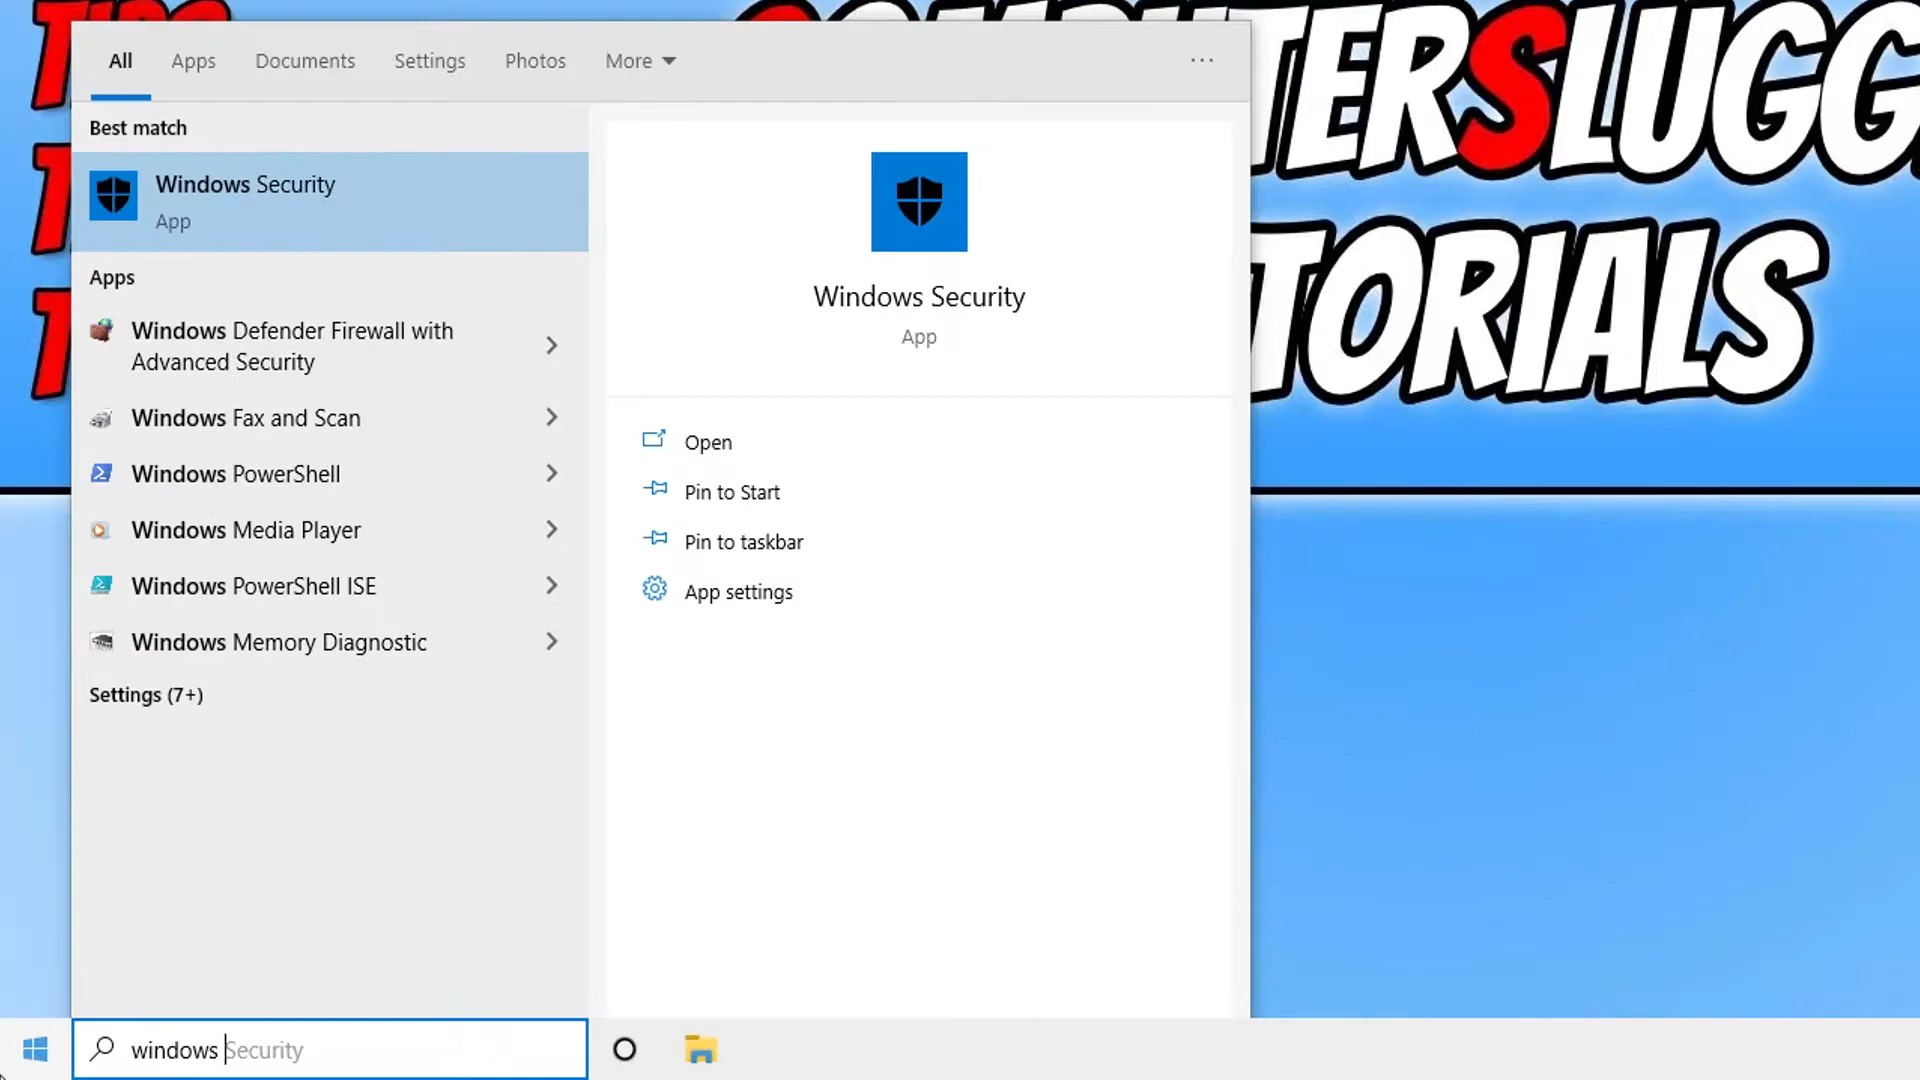 All Apps Documents Settings Photos More ...
Best match
Windows Security
App
Apps
Windows Defender Firewall with
Advanced Security
Windows Fax and Scan
Windows PowerShell
Windows Media Player
Windows PowerShell ISE
Windows Memory Diagnostic
Settings (7+)
Windows Security
App
Open
Pin to Start
Pin to taskbar
App settings
windows Security
TERSLUGG
TORIALS